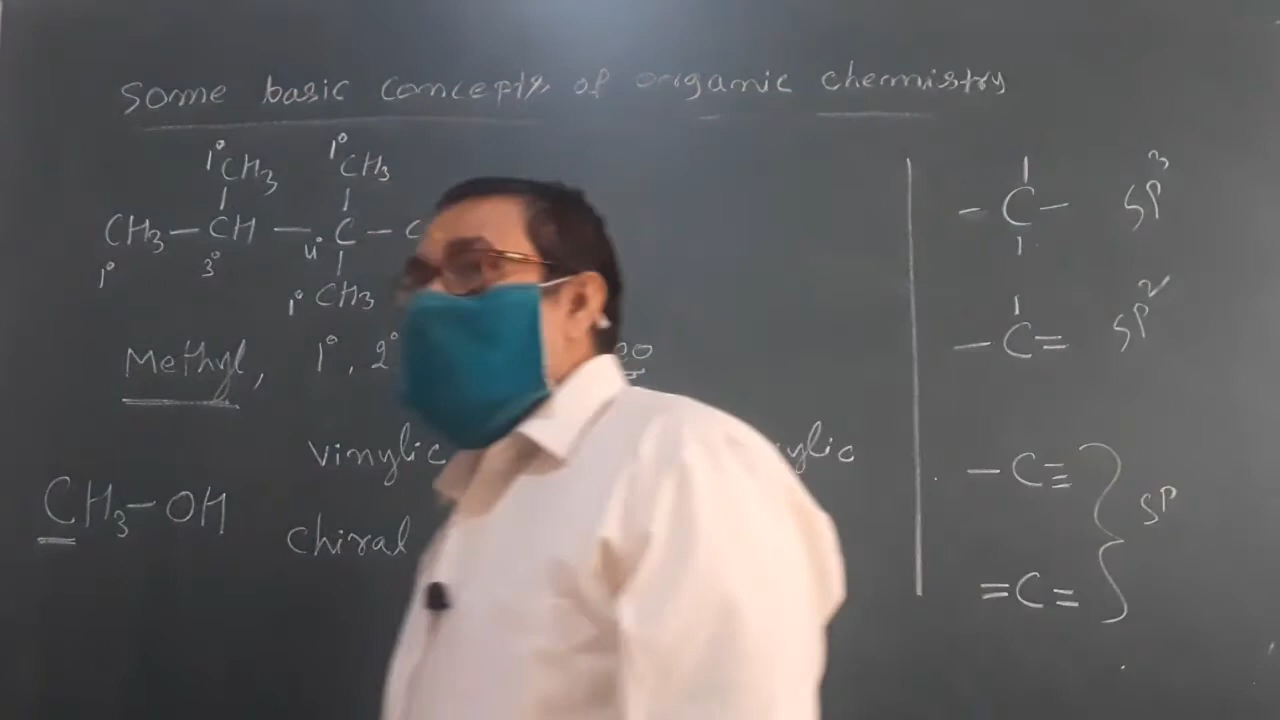 Some basic concepts of organic chemistry
1° CH3 1° CH3
CH3 – CH – 4° C – C
1° 3°
1° CH3
Methyl, 1°, 2°
vinylic
CH3 – OH
chiral
– C – SP3
– C = SP2
– C ≡
SP
= C =